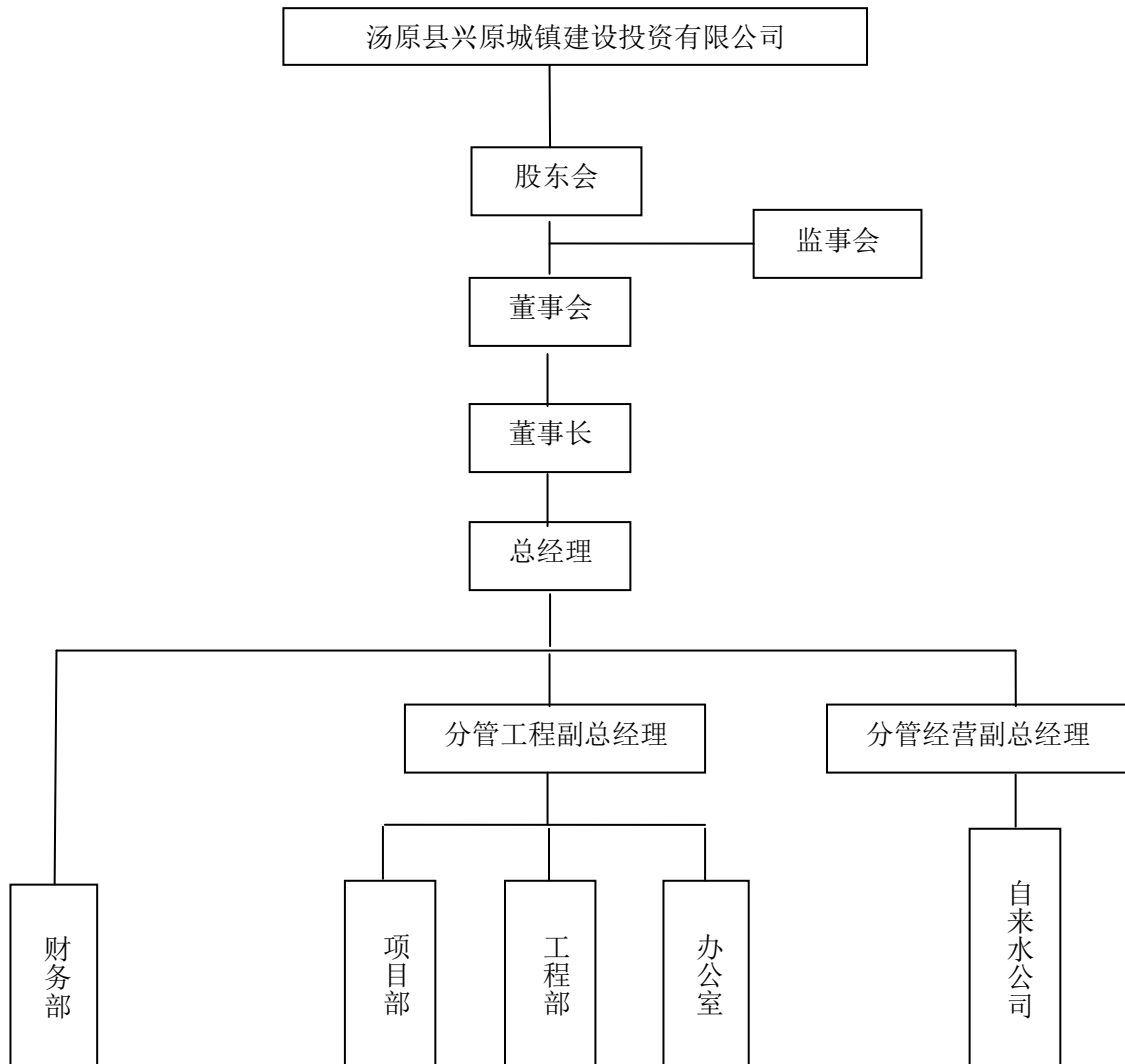 汤原县兴原城镇建设投资有限公司
股东会
监事会
董事会
董事长
总经理
分管工程副总经理
分管经营副总经理
财务部
项目部
工程部
办公室
自来水公司